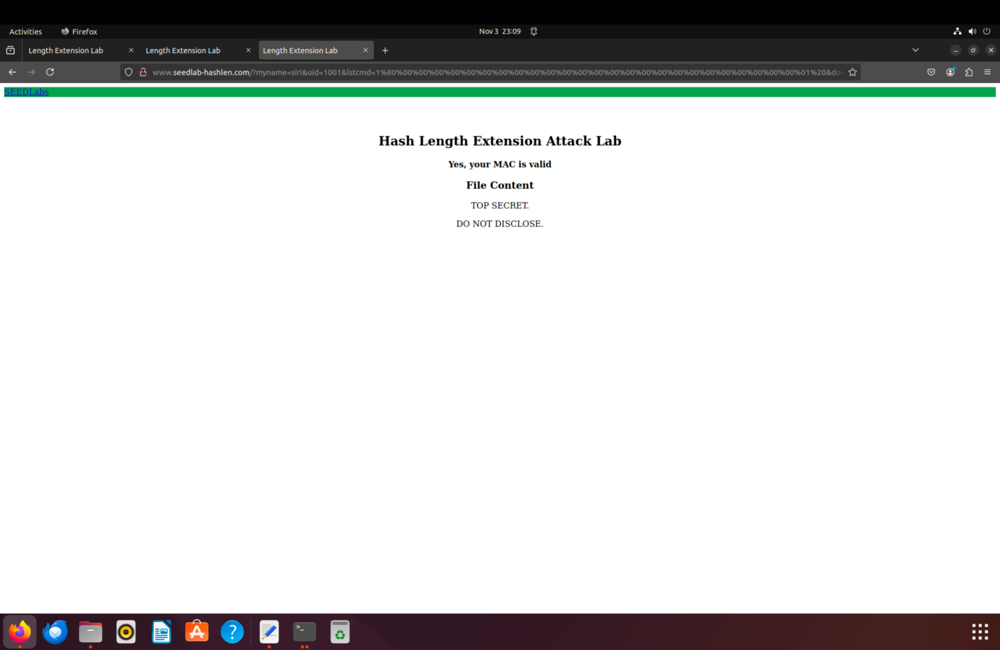 Activities Firefox Nov 3 23:09
Length Extension Lab Length Extension Lab Length Extension Lab
www.seedlab-hashlen.com/?myname=siri&uid=1001&lstcmd=1%80%00%00%00%00%00%00%00%00%00%00%00%00%00%00%00%00%00%00%00%00%00%00%00%00%00%00%00%00%01%20&do
SEEDLabs
Hash Length Extension Attack Lab
Yes, your MAC is valid
File Content
TOP SECRET.
DO NOT DISCLOSE.